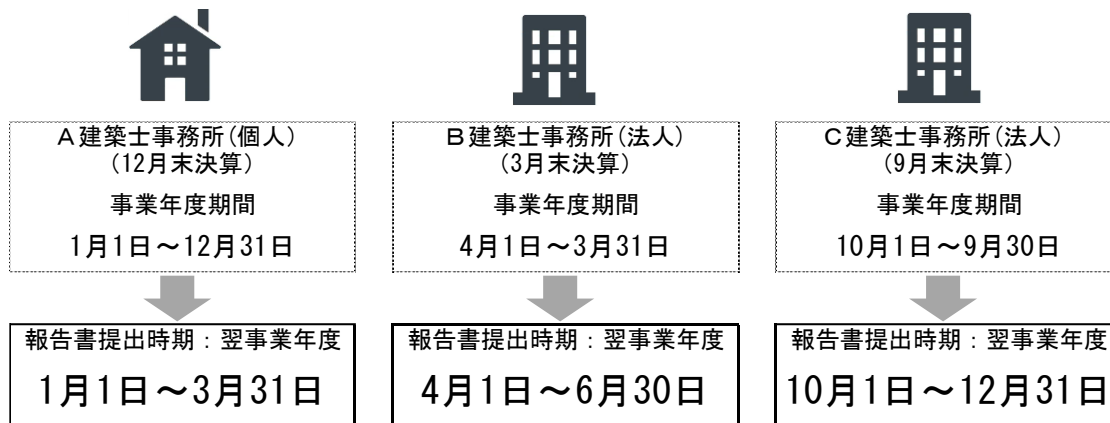 A建築士事務所(個人)
(12月末決算)
事業年度期間
1月1日～12月31日
報告書提出時期：翌事業年度
1月1日～3月31日
B建築士事務所(法人)
(3月末決算)
事業年度期間
4月1日～3月31日
報告書提出時期：翌事業年度
4月1日～6月30日
C建築士事務所(法人)
(9月末決算)
事業年度期間
10月1日～9月30日
報告書提出時期：翌事業年度
10月1日～12月31日